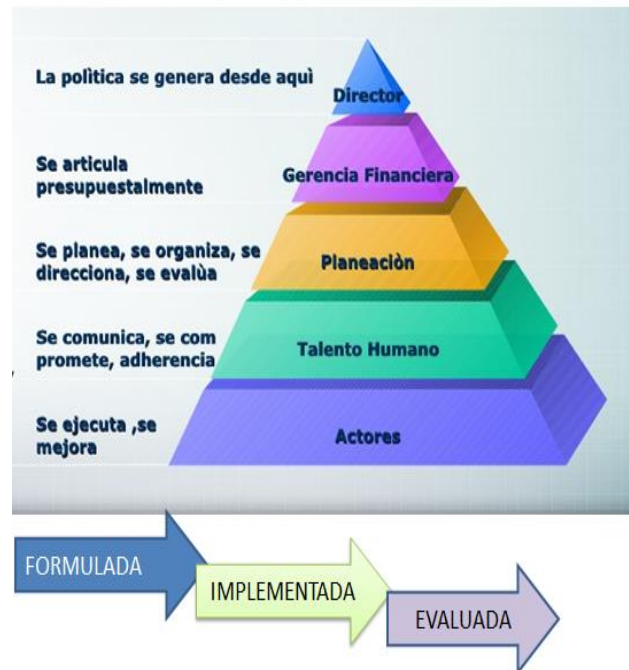 La polìtica se genera desde aquì
Director
Se articula
presupuestalmente
Gerencia Financiera
Se planea, se organiza, se
direcciona, se evalùa
Planeaciòn
Se comunica, se com
promete, adherencia
Talento Humano
Se ejecuta ,se
mejora
Actores
FORMULADA
IMPLEMENTADA
EVALUADA